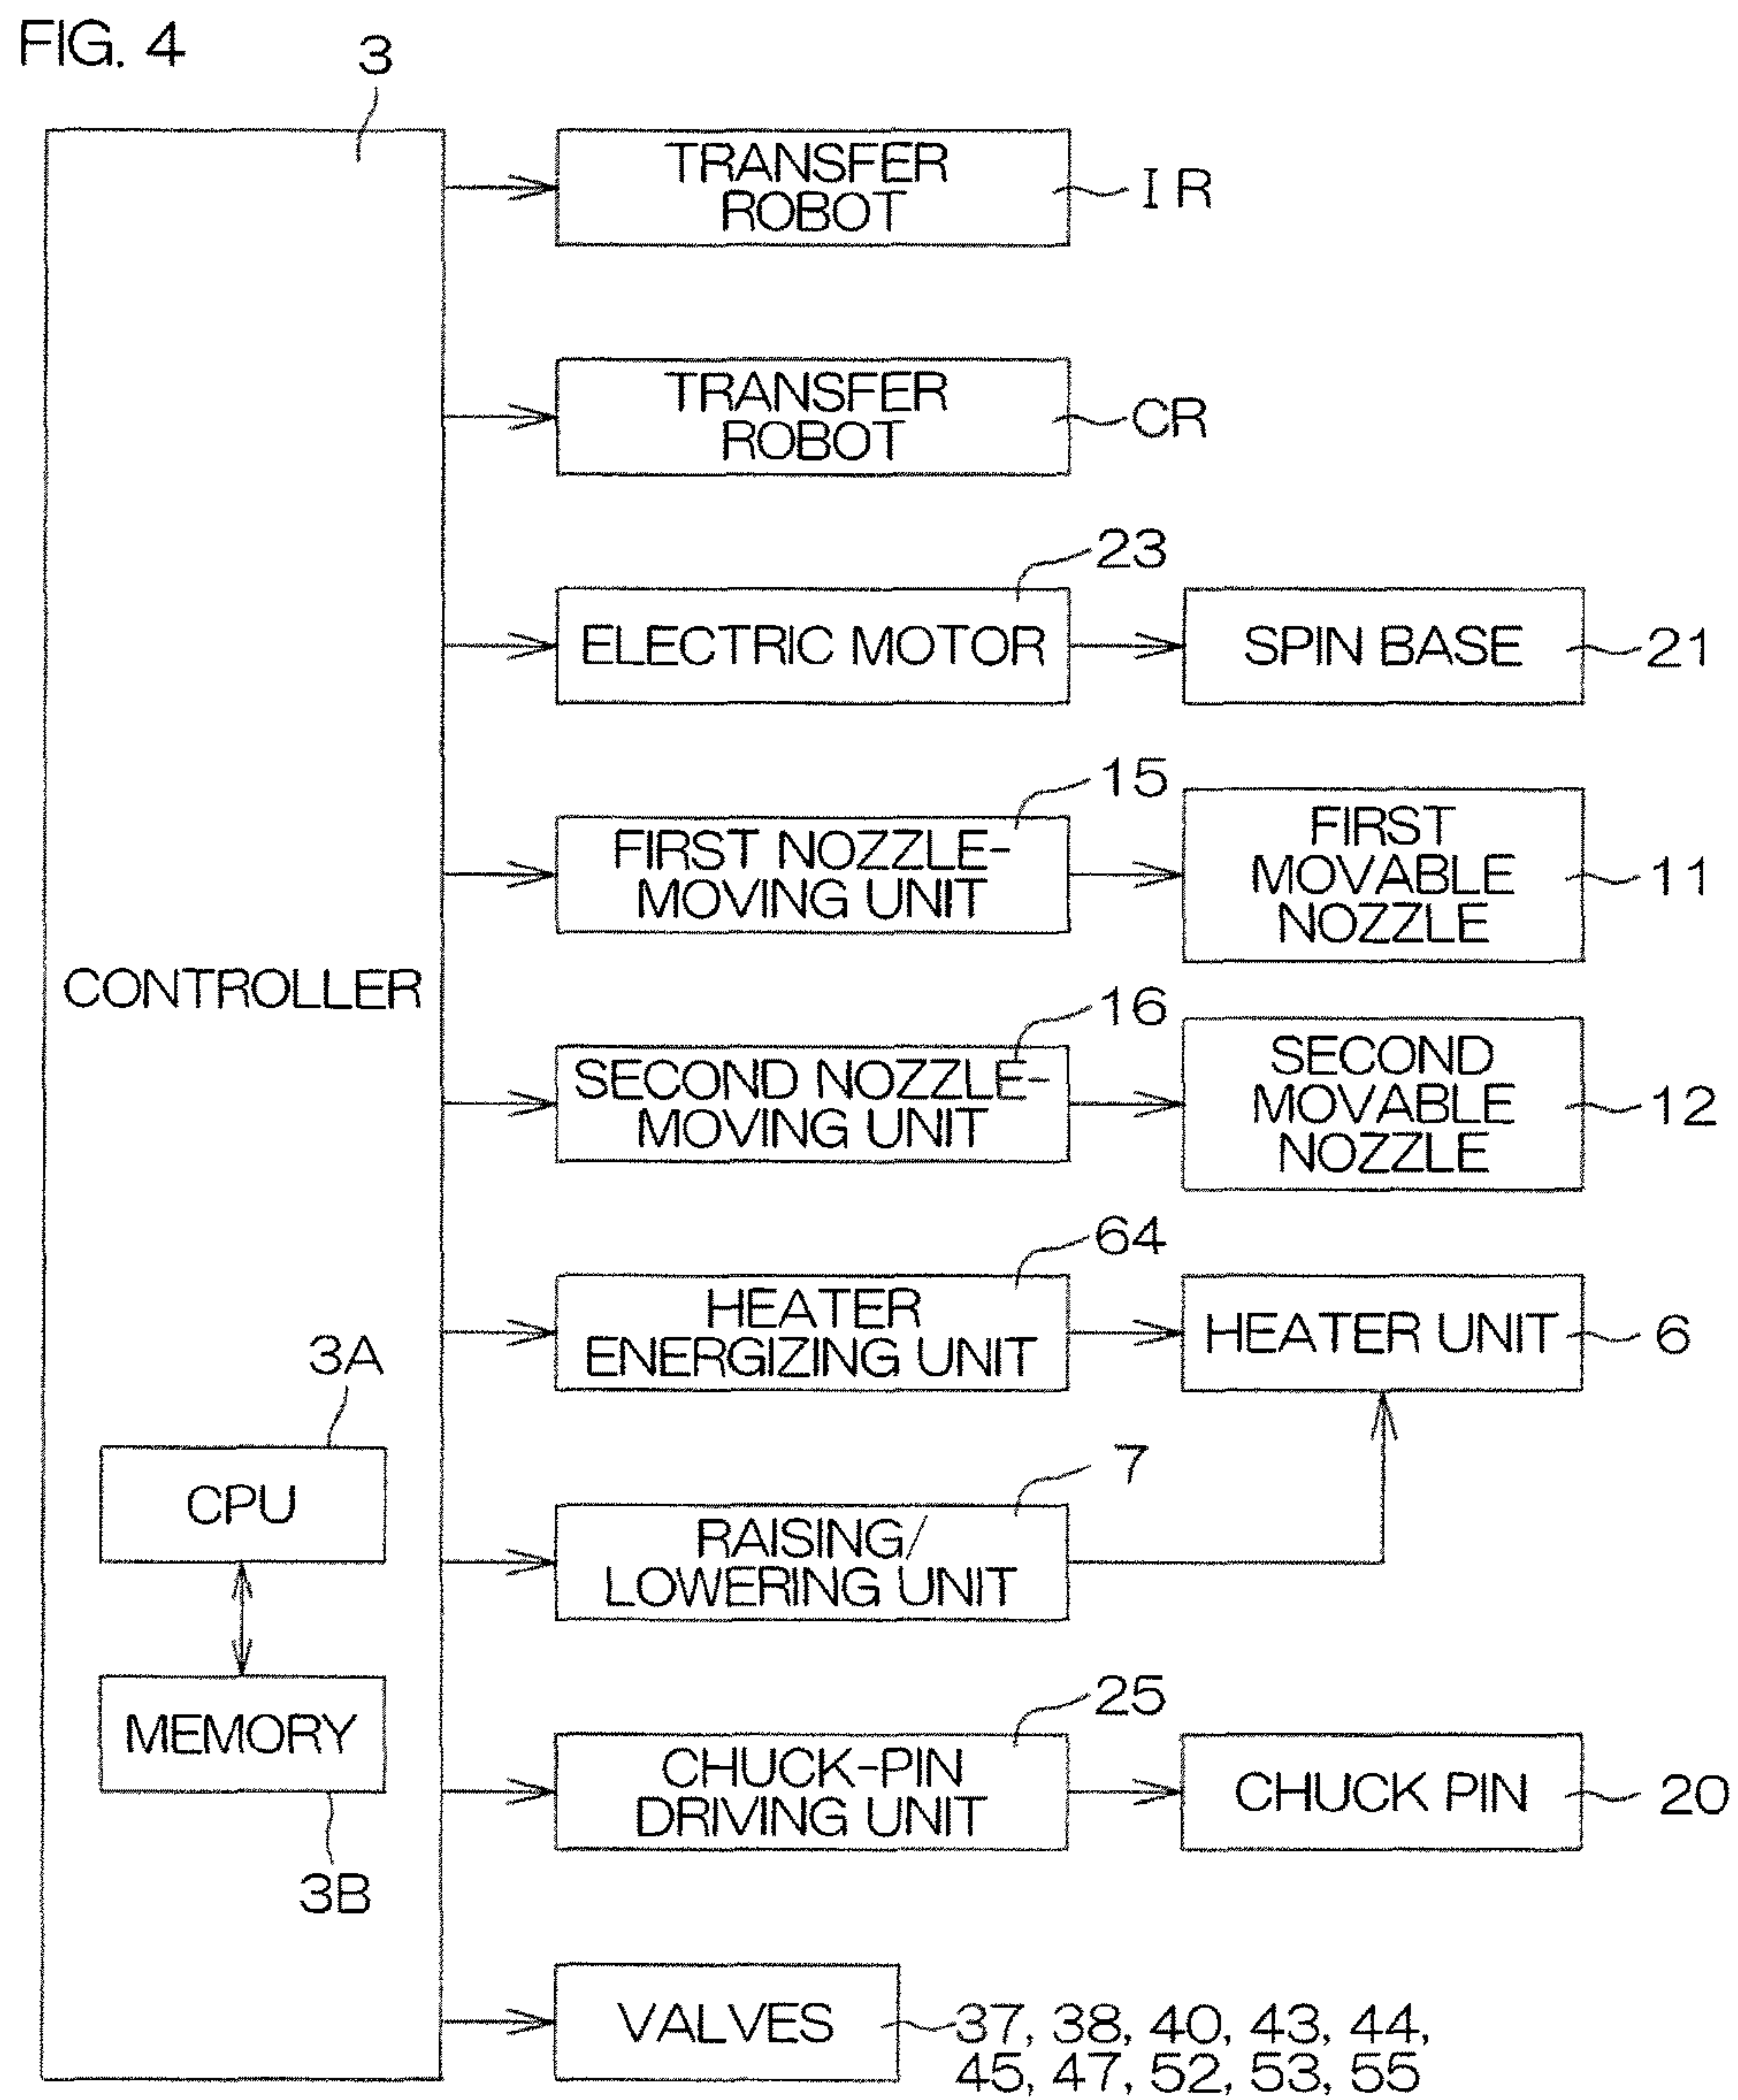 FIG. 4
3
TRANSFER
ROBOT
IR
TRANSFER
ROBOT
CR
23
ELECTRIC MOTOR
SPIN BASE
21
15
FIRST NOZZLE-
MOVING UNIT
FIRST
MOVABLE
NOZZLE
11
CONTROLLER
16
SECOND NOZZLE-
MOVING UNIT
SECOND
MOVABLE
NOZZLE
12
64
HEATER
ENERGIZING UNIT
HEATER UNIT
6
3A
CPU
7
RAISING/
LOWERING UNIT
MEMORY
3B
25
CHUCK-PIN
DRIVING UNIT
CHUCK PIN
20
VALVES
37, 38, 40, 43, 44,
45, 47, 52, 53, 55